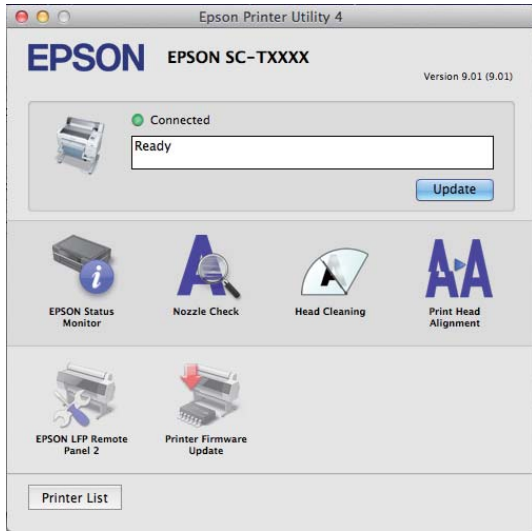 Epson Printer Utility 4
EPSON EPSON SC-TXXXX
Version 9.01 (9.01)
Connected
Ready
Update
EPSON Status
Monitor
Nozzle Check
Head Cleaning
Print Head
Alignment
EPSON LFP Remote
Panel 2
Printer Firmware
Update
Printer List